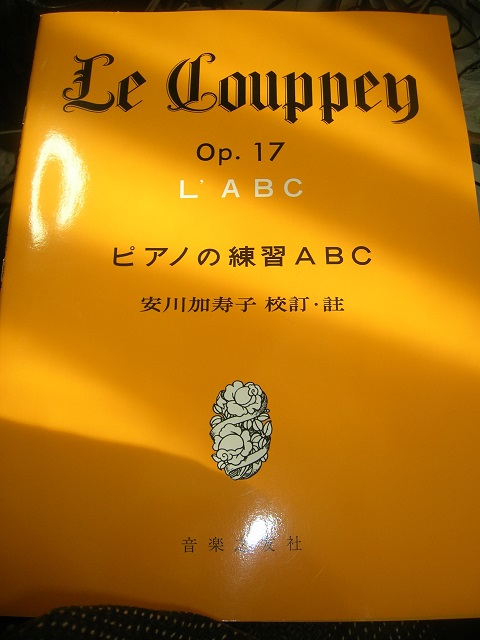 Le Couppey
Op. 17
L'ABC
ピアノの練習ABC
安川加寿子 校訂・註
音楽之友社